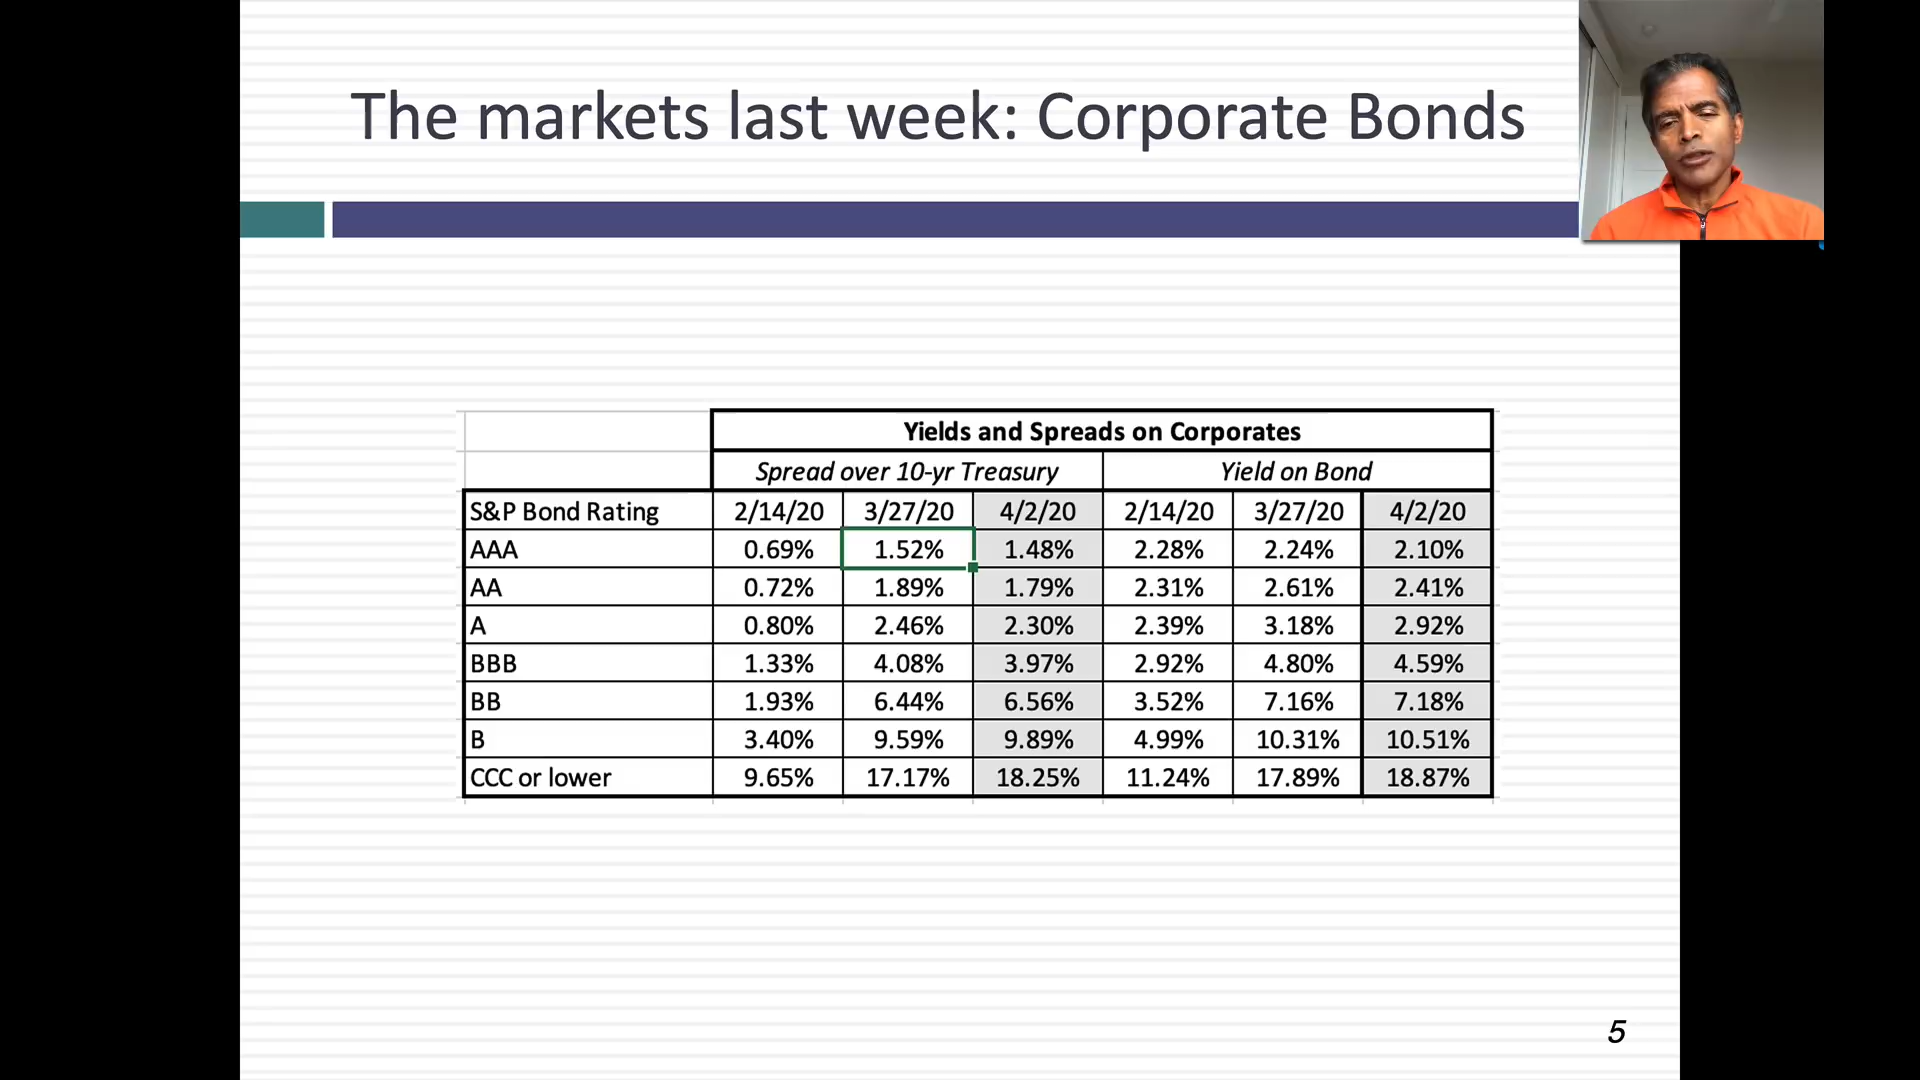 The markets last week: Corporate Bonds
Yields and Spreads on Corporates
Spread over 10-yr Treasury Yield on Bond
S&P Bond Rating 2/14/20 3/27/20 4/2/20 2/14/20 3/27/20 4/2/20
AAA 0.69% 1.52% 1.48% 2.28% 2.24% 2.10%
AA 0.72% 1.89% 1.79% 2.31% 2.61% 2.41%
A 0.80% 2.46% 2.30% 2.39% 3.18% 2.92%
BBB 1.33% 4.08% 3.97% 2.92% 4.80% 4.59%
BB 1.93% 6.44% 6.56% 3.52% 7.16% 7.18%
B 3.40% 9.59% 9.89% 4.99% 10.31% 10.51%
CCC or lower 9.65% 17.17% 18.25% 11.24% 17.89% 18.87%
5